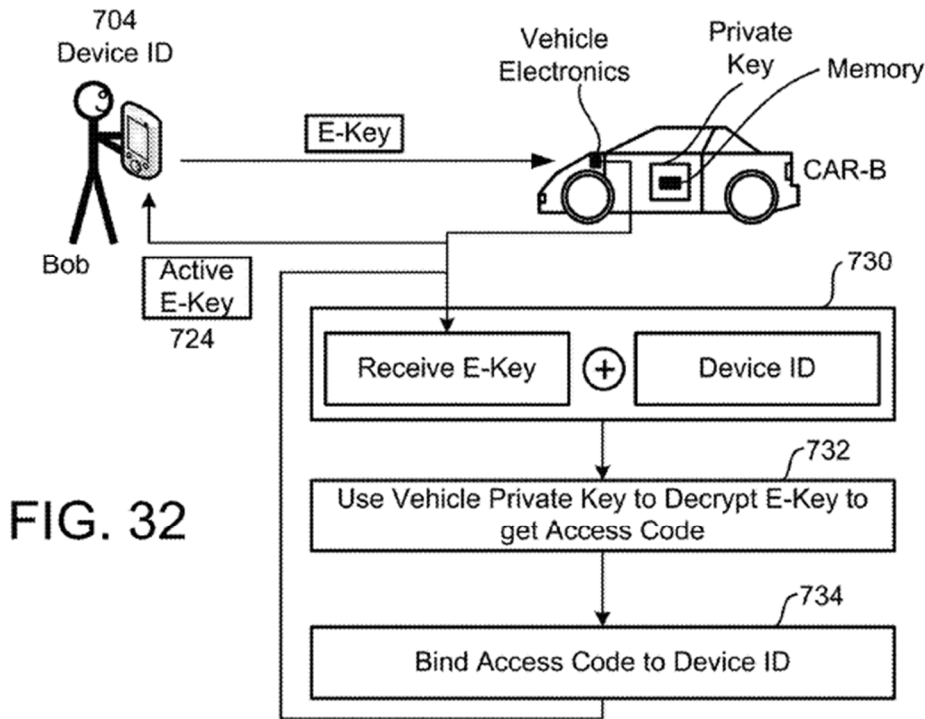 704
Device ID
Vehicle
Electronics
Private
Key
Memory
E-Key
CAR-B
Bob
Active
E-Key
724
730
Receive E-Key
+
Device ID
732
Use Vehicle Private Key to Decrypt E-Key to
get Access Code
FIG. 32
734
Bind Access Code to Device ID